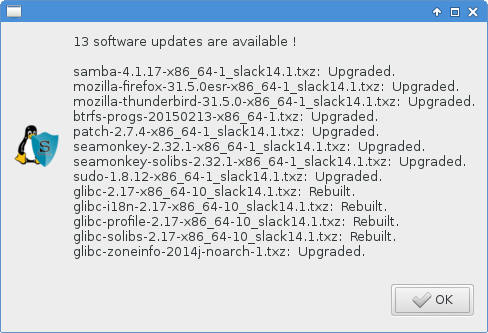 13 software updates are available !
samba-4.1.17-x86_64-1_slack14.1.txz: Upgraded.
mozilla-firefox-31.5.0esr-x86_64-1_slack14.1.txz: Upgraded.
mozilla-thunderbird-31.5.0-x86_64-1_slack14.1.txz: Upgraded.
btrfs-progs-20150213-x86_64-1.txz: Upgraded.
patch-2.7.4-x86_64-1_slack14.1.txz: Upgraded.
seamonkey-2.32.1-x86_64-1_slack14.1.txz: Upgraded.
seamonkey-solibs-2.32.1-x86_64-1_slack14.1.txz: Upgraded.
sudo-1.8.12-x86_64-1_slack14.1.txz: Upgraded.
glibc-2.17-x86_64-10_slack14.1.txz: Rebuilt.
glibc-i18n-2.17-x86_64-10_slack14.1.txz: Rebuilt.
glibc-profile-2.17-x86_64-10_slack14.1.txz: Rebuilt.
glibc-solibs-2.17-x86_64-10_slack14.1.txz: Rebuilt.
glibc-zoneinfo-2014j-noarch-1.txz: Upgraded.
S
OK